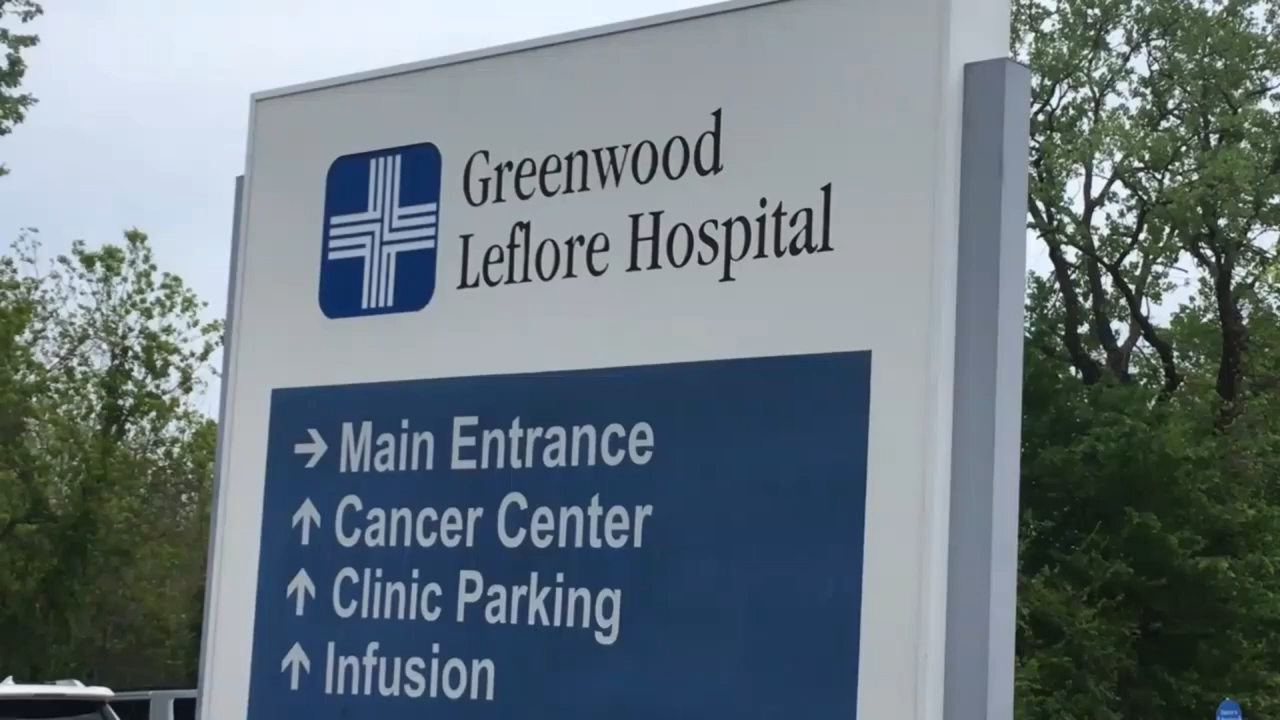 Greenwood
Leflore Hospital
→ Main Entrance
↑ Cancer Center
↑ Clinic Parking
↑ Infusion